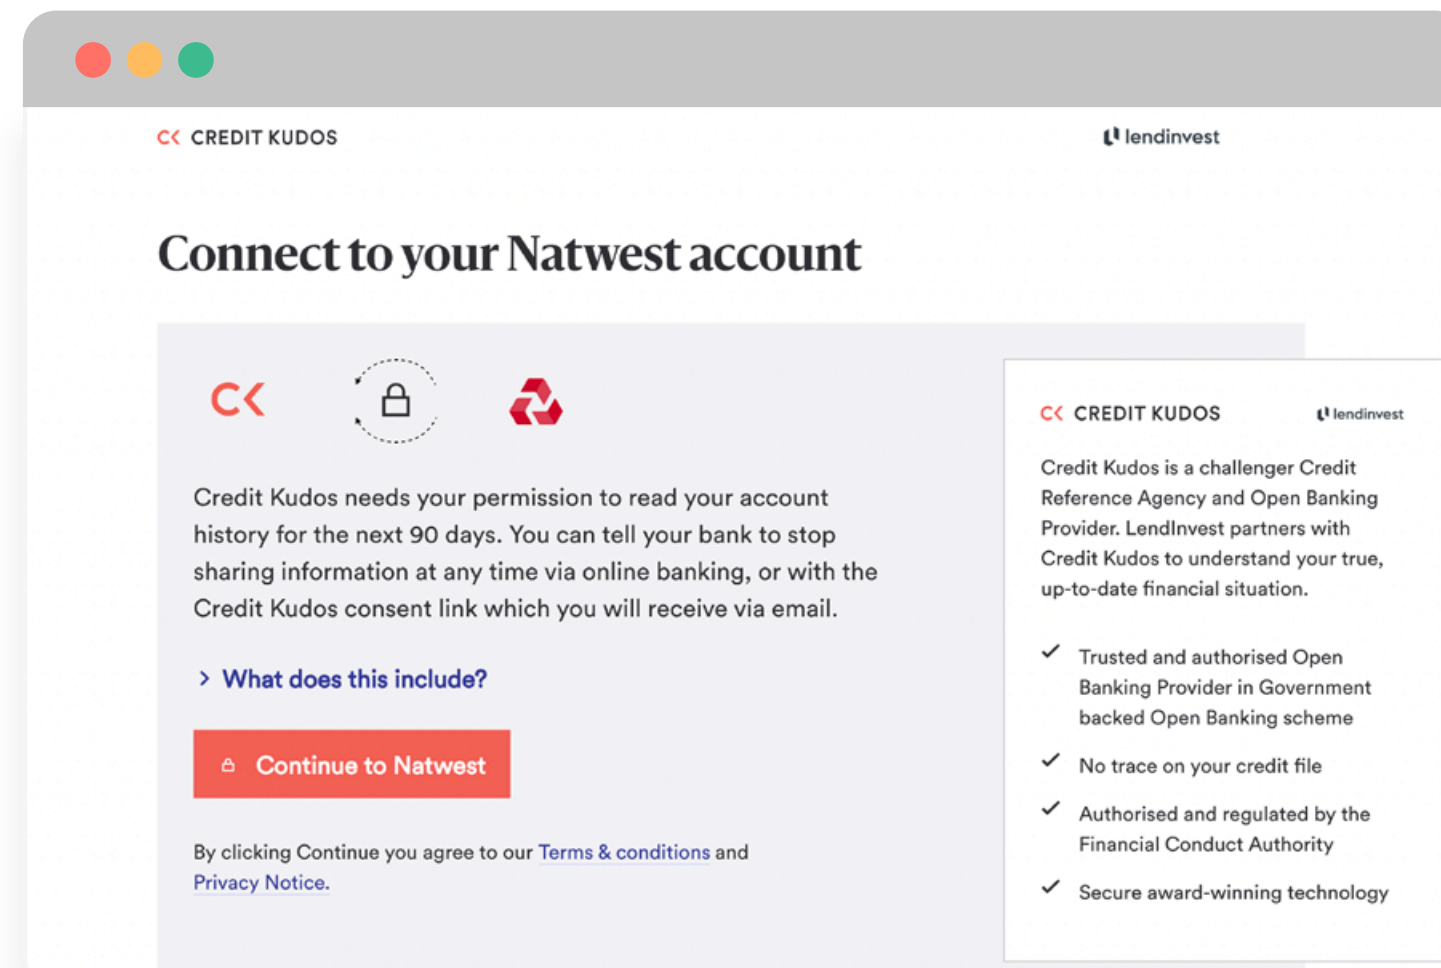 CREDIT KUDOS
lendinvest
Connect to your Natwest account
Credit Kudos needs your permission to read your account
history for the next 90 days. You can tell your bank to stop
sharing information at any time via online banking, or with the
Credit Kudos consent link which you will receive via email.
What does this include?
Continue to Natwest
By clicking Continue you agree to our Terms & conditions and
Privacy Notice.
CREDIT KUDOS
lendinvest
Credit Kudos is a challenger Credit
Reference Agency and Open Banking
Provider. LendInvest partners with
Credit Kudos to understand your true,
up-to-date financial situation.
Trusted and authorised Open
Banking Provider in Government
backed Open Banking scheme
No trace on your credit file
Authorised and regulated by the
Financial Conduct Authority
Secure award-winning technology